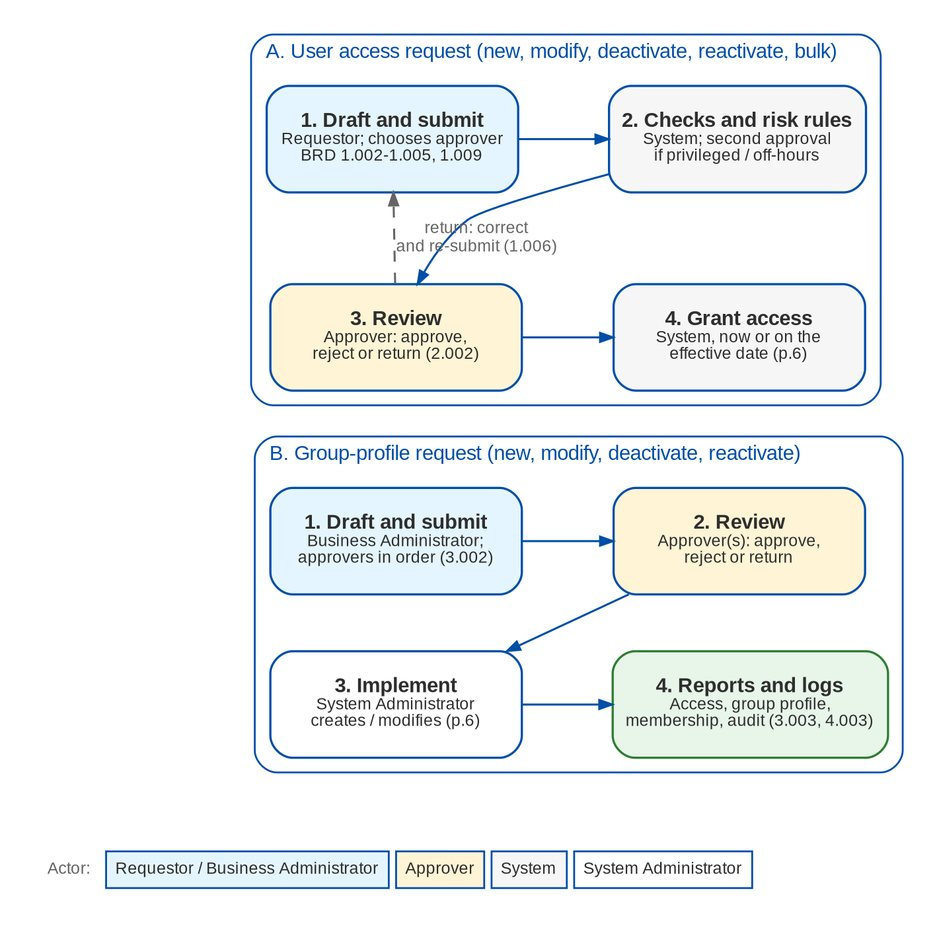 A. User access request (new, modify, deactivate, reactivate, bulk)
1. Draft and submit
Requestor; chooses approver
BRD 1.002-1.005, 1.009
2. Checks and risk rules
System; second approval
if privileged / off-hours
return: correct
and re-submit (1.006)
3. Review
Approver: approve,
reject or return (2.002)
4. Grant access
System, now or on the
effective date (p.6)
B. Group-profile request (new, modify, deactivate, reactivate)
1. Draft and submit
Business Administrator;
approvers in order (3.002)
2. Review
Approver(s): approve,
reject or return
3. Implement
System Administrator
creates / modifies (p.6)
4. Reports and logs
Access, group profile,
membership, audit (3.003, 4.003)
Actor:
Requestor / Business Administrator
Approver
System
System Administrator